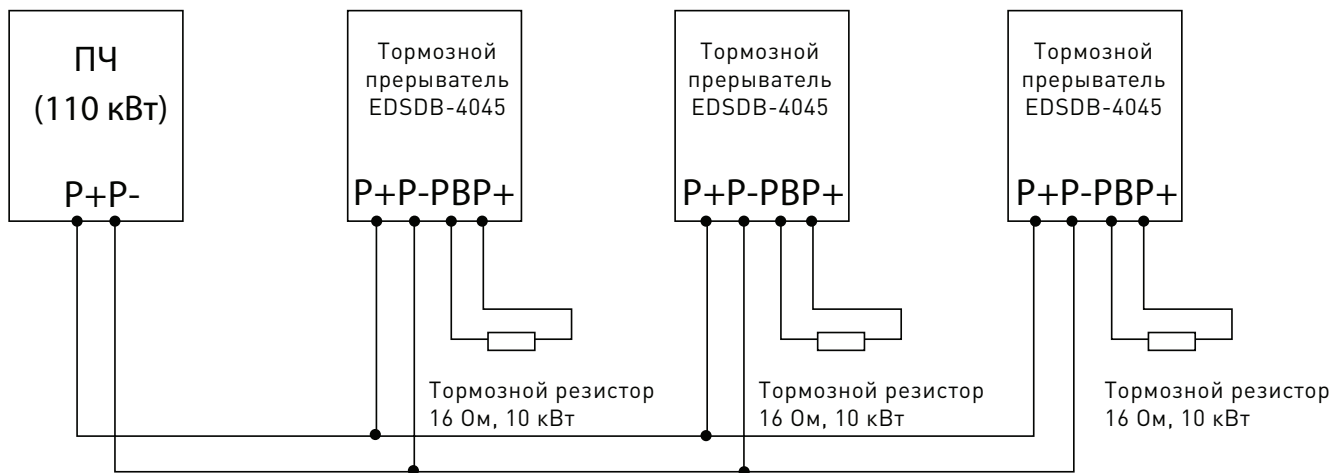 ПЧ
(110 кВт)
P+P-
Тормозной
прерыватель
EDSDB-4045
P+P-PBP+
Тормозной резистор
16 Ом, 10 кВт
Тормозной
прерыватель
EDSDB-4045
P+P-PBP+
Тормозной резистор
16 Ом, 10 кВт
Тормозной
прерыватель
EDSDB-4045
P+P-PBP+
Тормозной резистор
16 Ом, 10 кВт